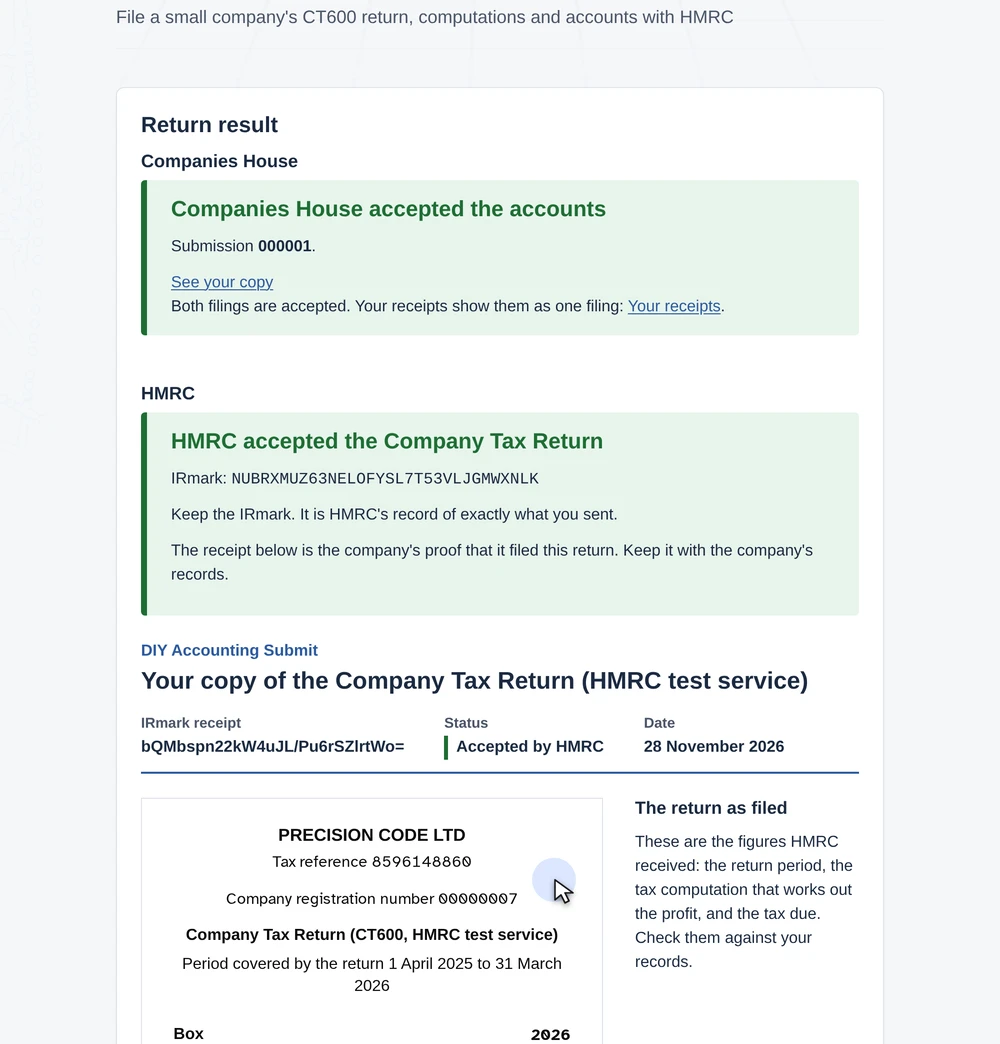 File a small company's CT600 return, computations and accounts with HMRC
Return result
Companies House
Companies House accepted the accounts
Submission 000001.
See your copy
Both filings are accepted. Your receipts show them as one filing: Your receipts.
HMRC
HMRC accepted the Company Tax Return
IRmark: NUBRXMUZ63NELOFYSL7T53VLJGMWXNLK
Keep the IRmark. It is HMRC's record of exactly what you sent.
The receipt below is the company's proof that it filed this return. Keep it with the company's
records.
DIY Accounting Submit
Your copy of the Company Tax Return (HMRC test service)
IRmark receipt
bQMbspn22kW4uJL/Pu6rSZlrtWo=
Status
Accepted by HMRC
Date
28 November 2026
PRECISION CODE LTD
Tax reference 8596148860
Company registration number 00000007
Company Tax Return (CT600, HMRC test service)
Period covered by the return 1 April 2025 to 31 March
2026
Box 2026
The return as filed
These are the figures HMRC
received: the return period, the
tax computation that works out
the profit, and the tax due.
Check them against your
records.